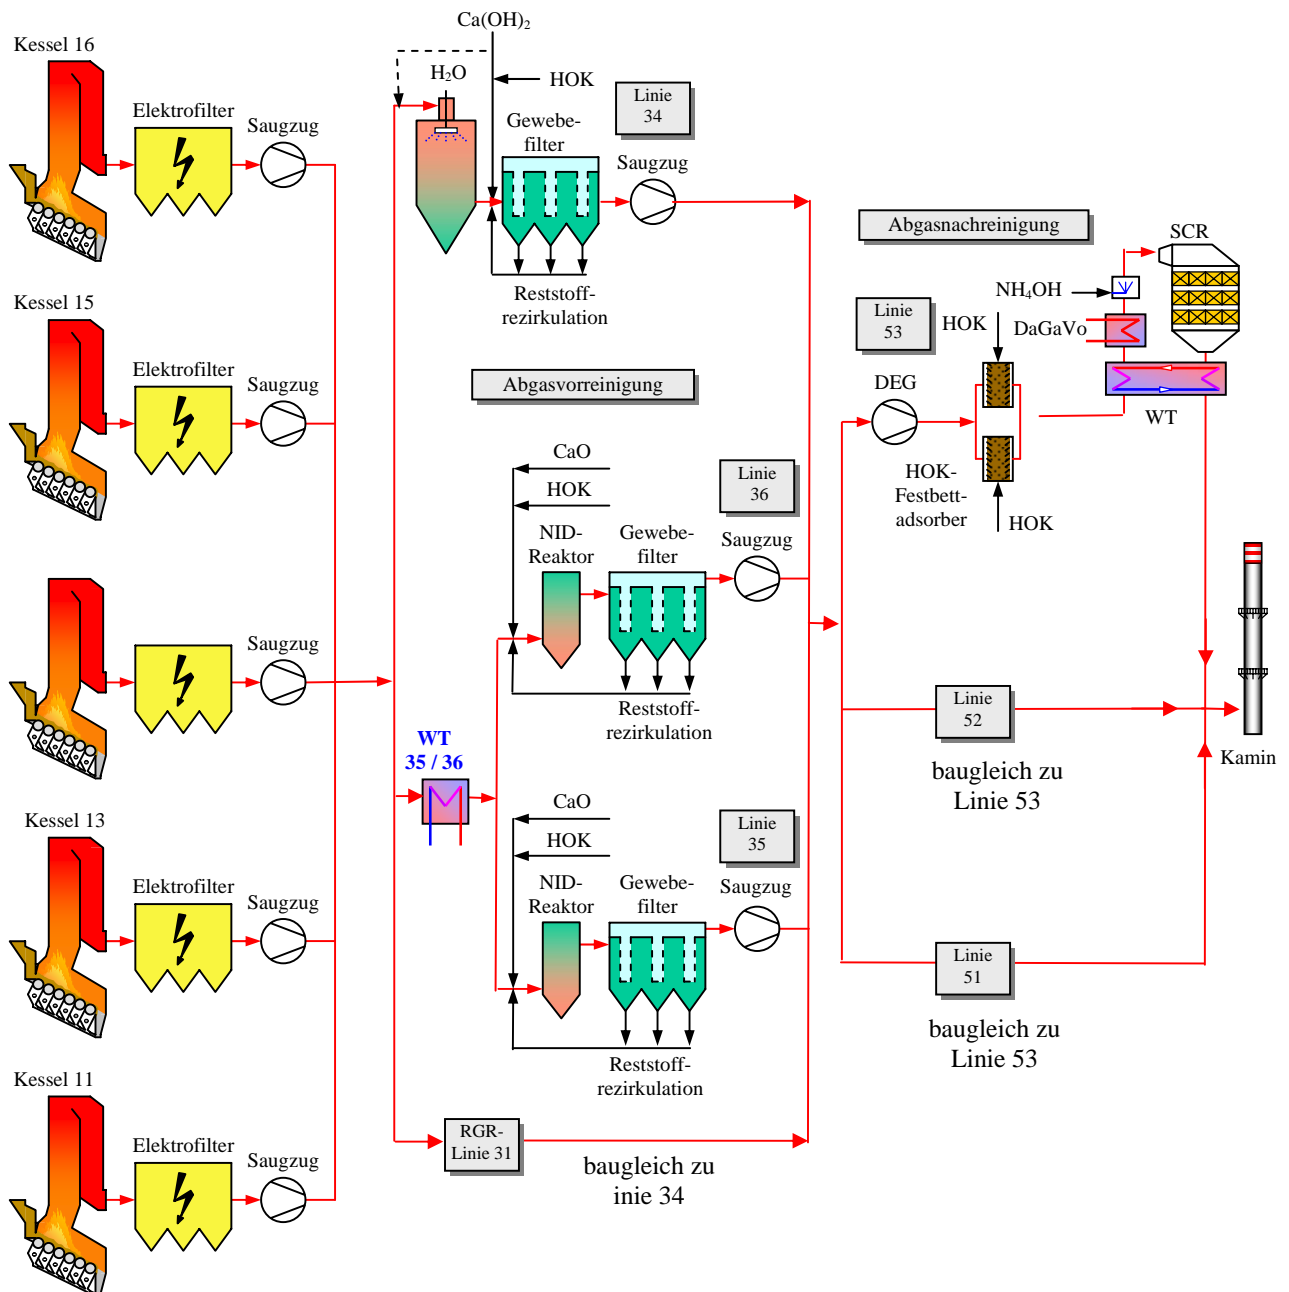 Kessel 16
Elektrofilter
Saugzug
Ca(OH)₂
H₂O
HOK
Gewebe-
filter
Linie
34
Saugzug
Reststoff-
rezirkulation
Abgasnachreinigung
SCR
NH₄OH
DaGaVo
WT
Linie
53
HOK
DEG
HOK-
Festbett-
adsorber
HOK
Kessel 15
Elektrofilter
Saugzug
Abgasvorreinigung
CaO
HOK
NID-
Reaktor
Gewebe-
filter
Linie
36
Saugzug
Reststoff-
rezirkulation
Saugzug
WT
35 / 36
Linie
52
baugleich zu
Linie 53
Kamin
Kessel 13
Elektrofilter
Saugzug
CaO
HOK
NID-
Reaktor
Gewebe-
filter
Linie
35
Saugzug
Reststoff-
rezirkulation
Linie
51
baugleich zu
Linie 53
Kessel 11
Elektrofilter
Saugzug
RGR-
Linie 31
baugleich zu
inie 34